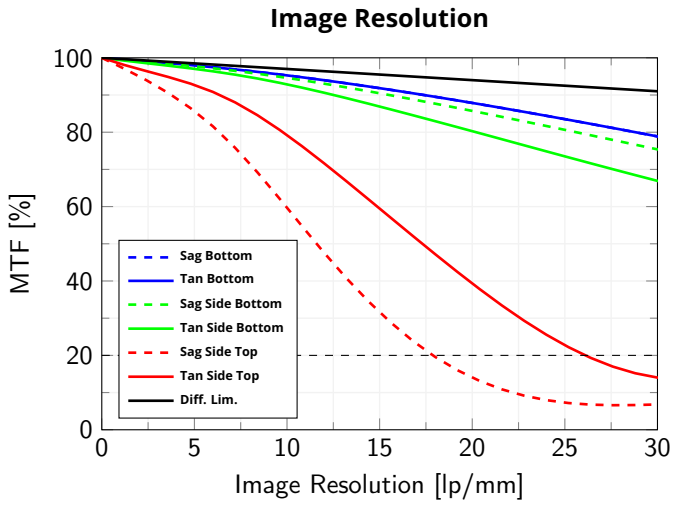 Image Resolution
MTF [%]
100
80
60
40
20
0
Sag Bottom
Tan Bottom
Sag Side Bottom
Tan Side Bottom
Sag Side Top
Tan Side Top
Diff. Lim.
0 5 10 15 20 25 30
Image Resolution [lp/mm]